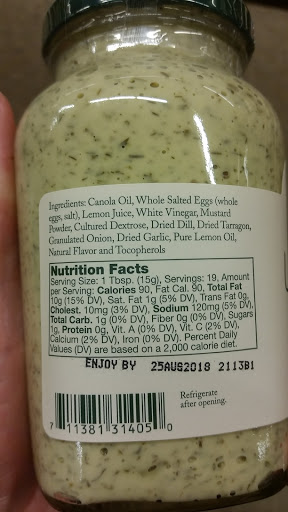 Ingredients: Canola Oil, Whole Salted Eggs (whole
eggs, salt), Lemon Juice, White Vinegar, Mustard
Powder, Cultured Dextrose, Dried Dill, Dried Tarragon,
Granulated Onion, Dried Garlic, Pure Lemon Oil,
Natural Flavor and Tocopherols
Nutrition Facts
Serving Size: 1 Tbsp. (15g), Servings: 19, Amount
per Serving: Calories 90, Fat Cal. 90, Total Fat
10g (15% DV), Sat. Fat 1g (5% DV), Trans Fat 0g,
Cholest. 10mg (3% DV), Sodium 120mg (5% DV),
Total Carb. 1g (0% DV), Fiber 0g (0% DV), Sugars
1g, Protein 0g, Vit. A (0% DV), Vit. C (2% DV),
Calcium (2% DV), Iron (0% DV). Percent Daily
Values (DV) are based on a 2,000 calorie diet.
ENJOY BY 25AUG2018 2113B1
Refrigerate
after opening.
7 11381 31405 0